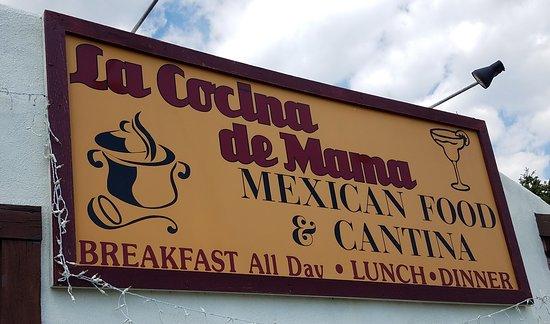 La Cocina
de Mama
MEXICAN FOOD
& CANTINA
BREAKFAST All Day • LUNCH • DINNER